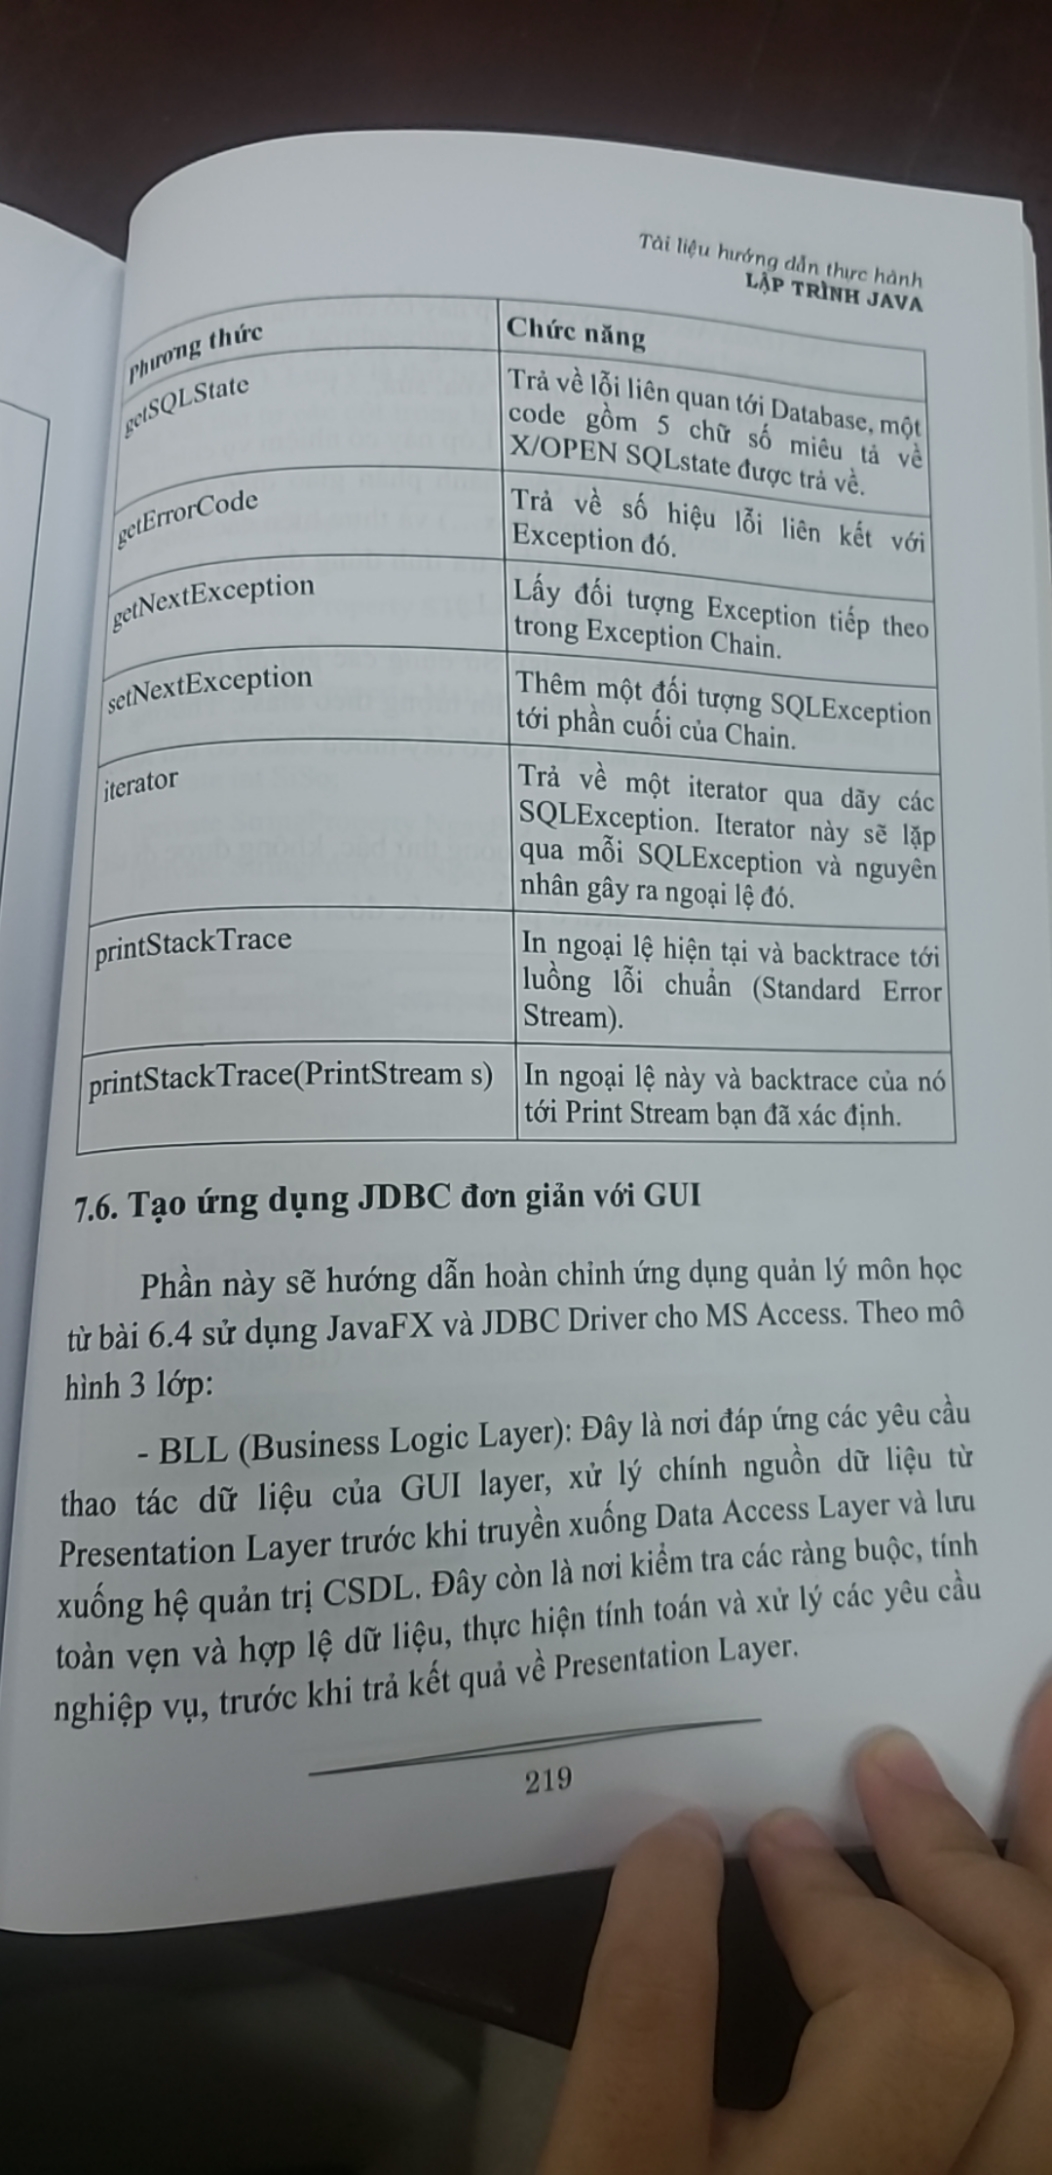 Tài liệu hướng dẫn thực hành
LẬP TRÌNH JAVA
Phương thức
Chức năng
getSQLState
Trả về lỗi liên quan tới Database, một
code gồm 5 chữ số miêu tả về
X/OPEN SQLstate được trả về.
getErrorCode
Trả về số hiệu lỗi liên kết với
Exception đó.
getNextException
Lấy đối tượng Exception tiếp theo
trong Exception Chain.
setNextException
Thêm một đối tượng SQLException
tới phần cuối của Chain.
iterator
Trả về một iterator qua dãy các
SQLException. Iterator này sẽ lặp
qua mỗi SQLException và nguyên
nhân gây ra ngoại lệ đó.
printStackTrace
In ngoại lệ hiện tại và backtrace tới
luồng lỗi chuẩn (Standard Error
Stream).
printStackTrace(PrintStream s)
In ngoại lệ này và backtrace của nó
tới Print Stream bạn đã xác định.
7.6. Tạo ứng dụng JDBC đơn giản với GUI
Phần này sẽ hướng dẫn hoàn chỉnh ứng dụng quản lý môn học
từ bài 6.4 sử dụng JavaFX và JDBC Driver cho MS Access. Theo mô
hình 3 lớp:
- BLL (Business Logic Layer): Đây là nơi đáp ứng các yêu cầu
thao tác dữ liệu của GUI layer, xử lý chính nguồn dữ liệu từ
Presentation Layer trước khi truyền xuống Data Access Layer và lưu
xuống hệ quản trị CSDL. Đây còn là nơi kiểm tra các ràng buộc, tính
toàn vẹn và hợp lệ dữ liệu, thực hiện tính toán và xử lý các yêu cầu
nghiệp vụ, trước khi trả kết quả về Presentation Layer.
219